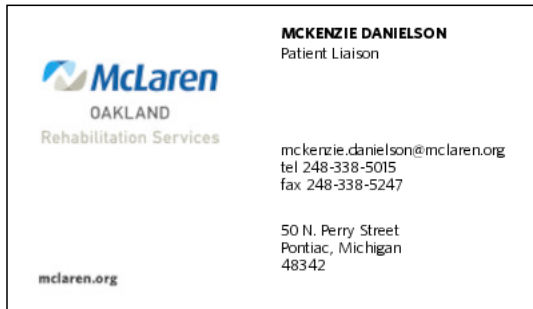 McLaren
OAKLAND
Rehabilitation Services
mclaren.org
MCKENZIE DANIELSON
Patient Liaison
mckenzie.danielson@mclaren.org
tel 248-338-5015
fax 248-338-5247
50 N. Perry Street
Pontiac, Michigan
48342